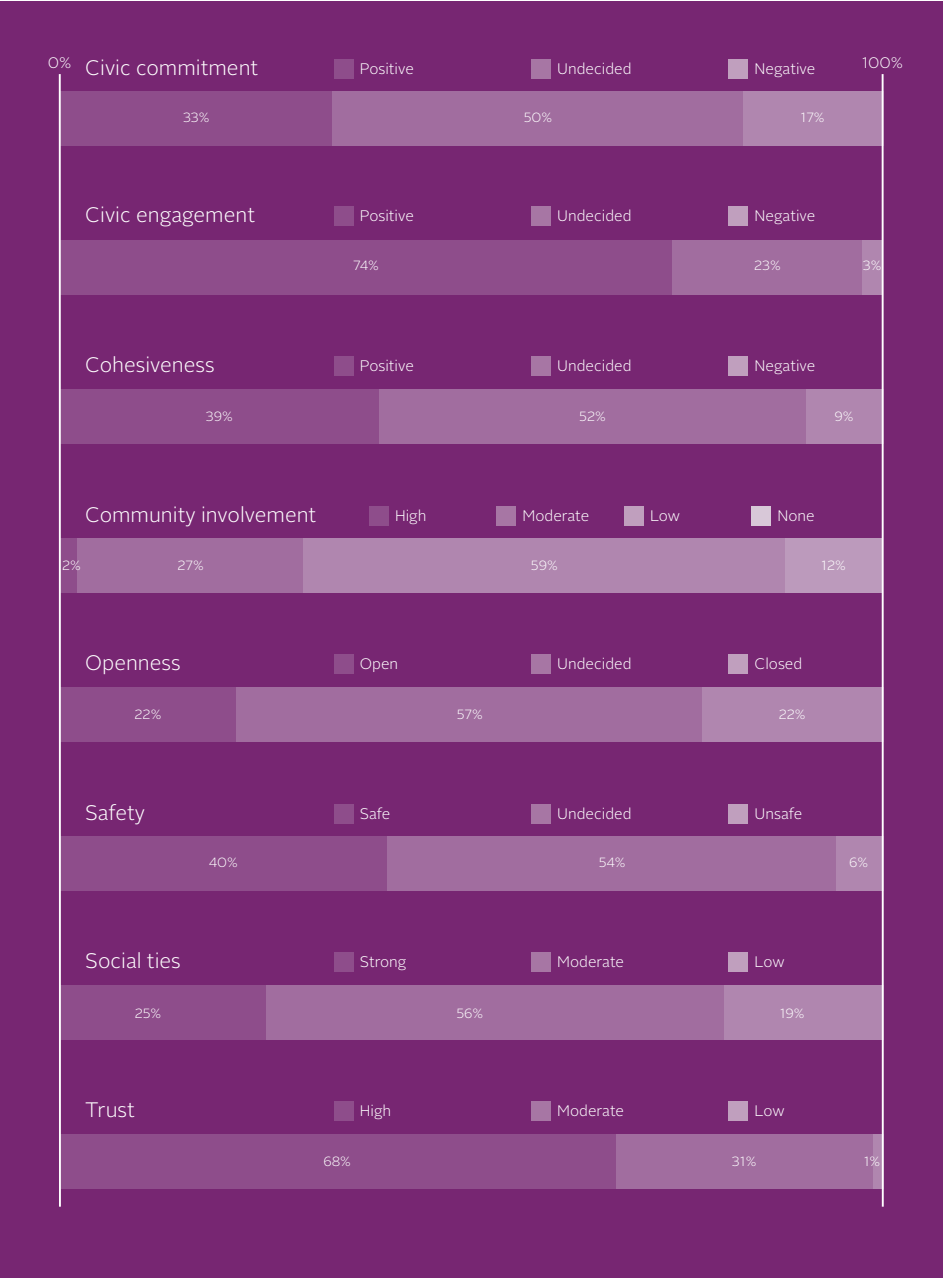 0% Civic commitment Positive Undecided Negative 100%
33% 50% 17%
Civic engagement Positive Undecided Negative
74% 23% 3%
Cohesiveness Positive Undecided Negative
39% 52% 9%
Community involvement High Moderate Low None
2% 27% 59% 12%
Openness Open Undecided Closed
22% 57% 22%
Safety Safe Undecided Unsafe
40% 54% 6%
Social ties Strong Moderate Low
25% 56% 19%
Trust High Moderate Low
68% 31% 1%